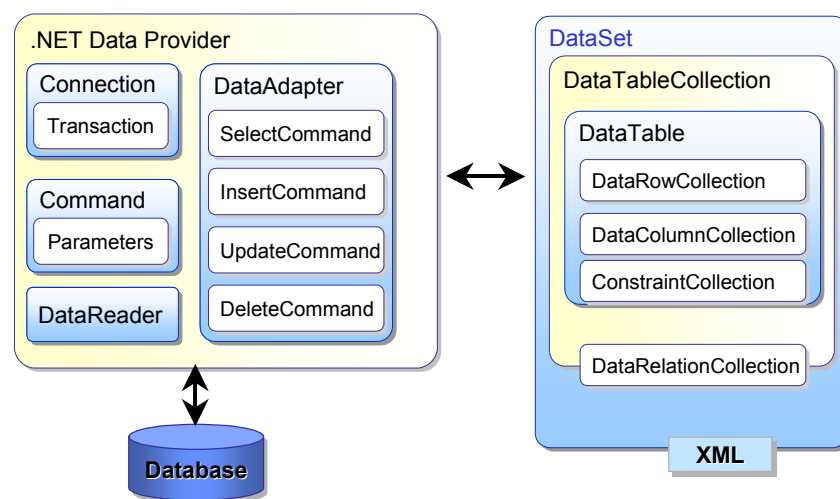 .NET Data Provider
Connection
Transaction
Command
Parameters
DataReader
DataAdapter
SelectCommand
InsertCommand
UpdateCommand
DeleteCommand
Database
DataSet
DataTableCollection
DataTable
DataRowCollection
DataColumnCollection
ConstraintCollection
DataRelationCollection
XML